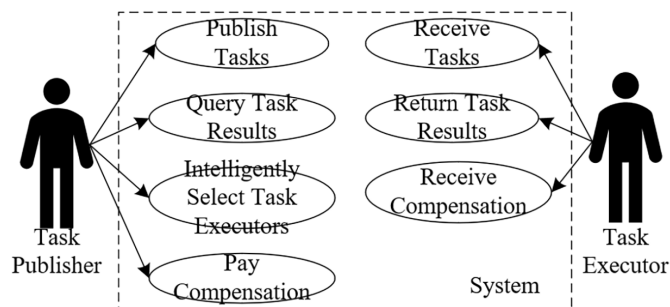 Publish
Tasks
Receive
Tasks
Query Task
Results
Return Task
Results
Intelligently
Select Task
Executors
Receive
Compensation
Pay
Compensation
Task
Publisher
Task
Executor
System